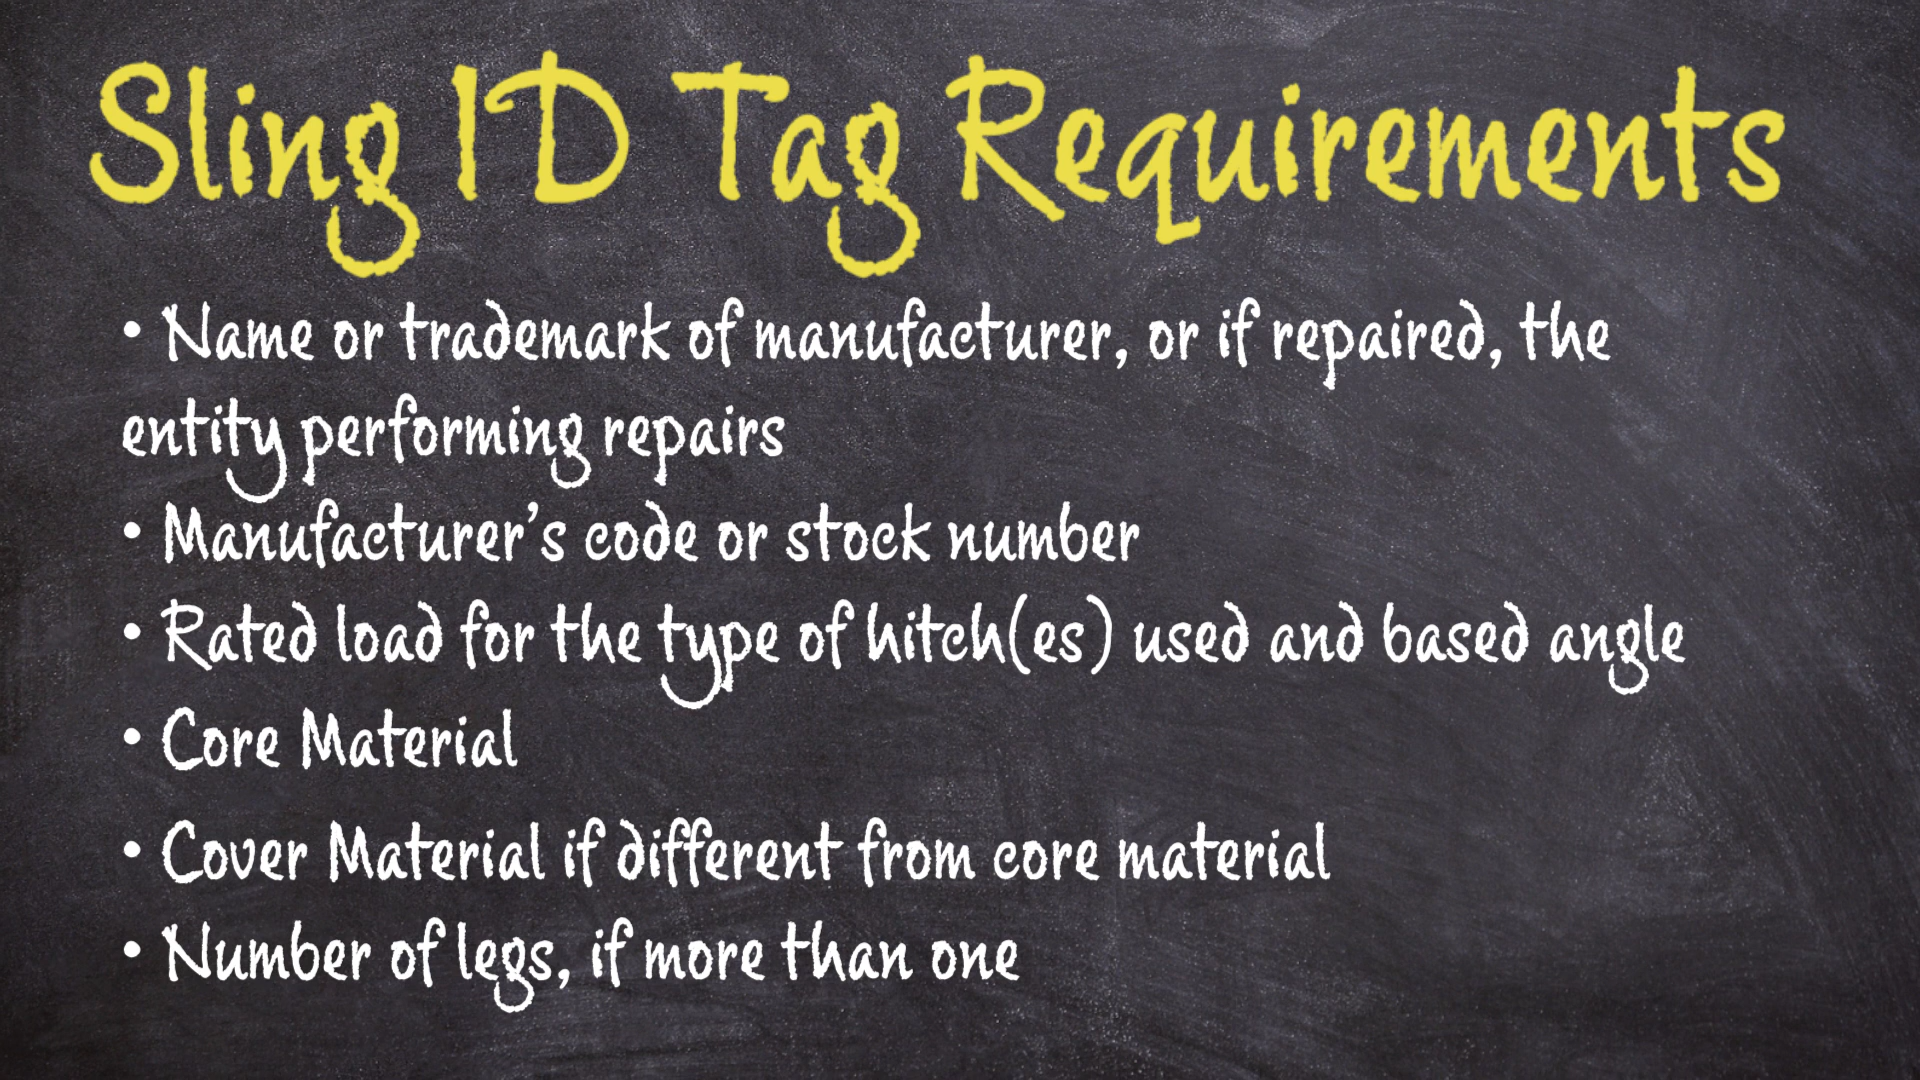 Sling ID Tag Requirements
• Name or trademark of manufacturer, or if repaired, the
entity performing repairs
• Manufacturer's code or stock number
• Rated load for the type of hitch(es) used and based angle
• Core Material
• Cover Material if different from core material
• Number of legs, if more than one